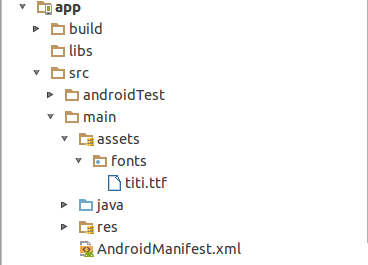 app
build
libs
src
androidTest
main
assets
fonts
titi.ttf
java
res
AndroidManifest.xml